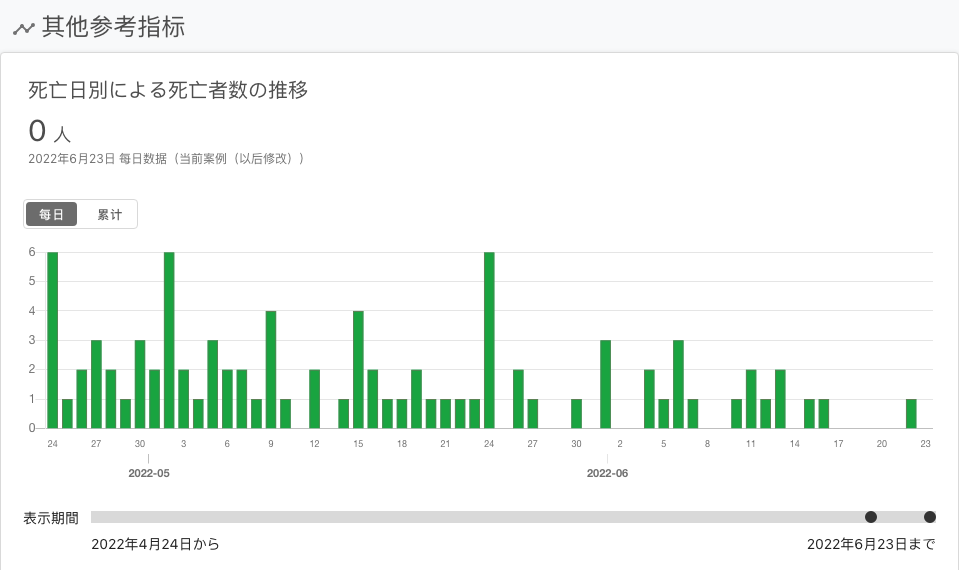 其他参考指标
死亡日別による死亡者数の推移
0 人
2022年6月23日 每日数据（当前案例（以后修改））
每日 累计
6
5
4
3
2
1
0
24 27 30 3 6 9 12 15 18 21 24 27 30 2 5 8 11 14 17 20 23
2022-05 2022-06
表示期間
2022年4月24日から 2022年6月23日まで